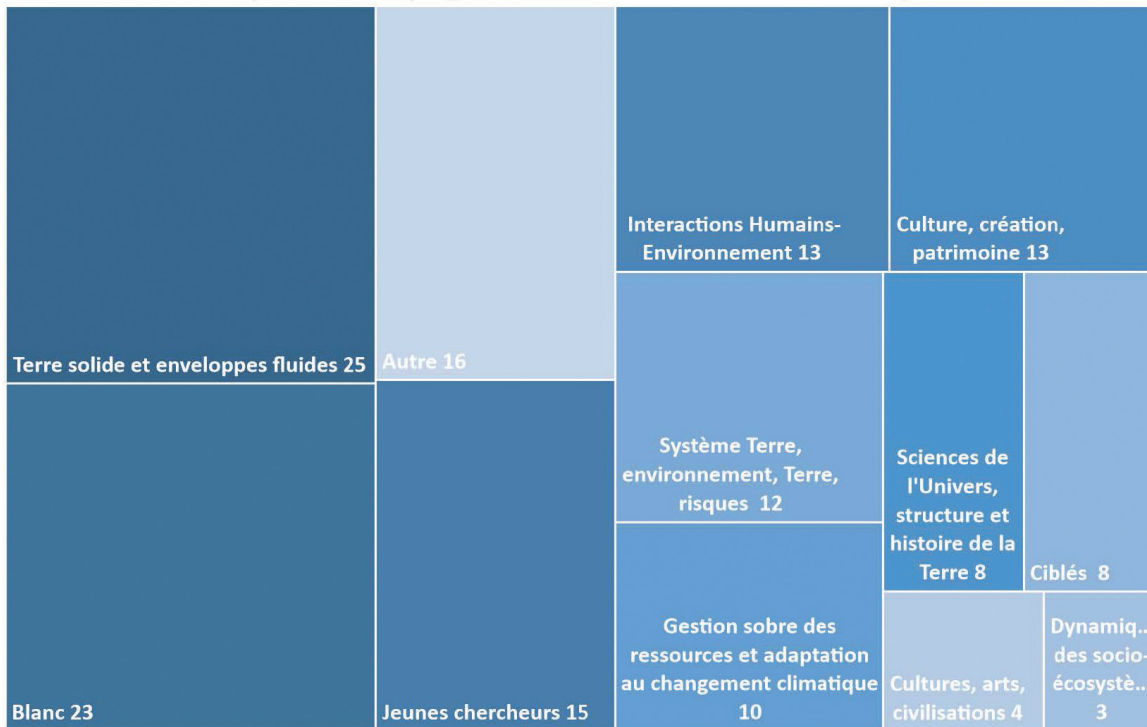 Terre solide et enveloppes fluides 25
Autre 16
Interactions Humains-
Environnement 13
Culture, création,
patrimoine 13
Système Terre,
environnement, Terre,
risques 12
Sciences de
l'Univers,
structure et
histoire de la
Terre 8
Ciblés 8
Blanc 23
Jeunes chercheurs 15
Gestion sobre des
ressources et adaptation
au changement climatique
10
Cultures, arts,
civilisations 4
Dynamiq...
des socio-
écosystè...
3